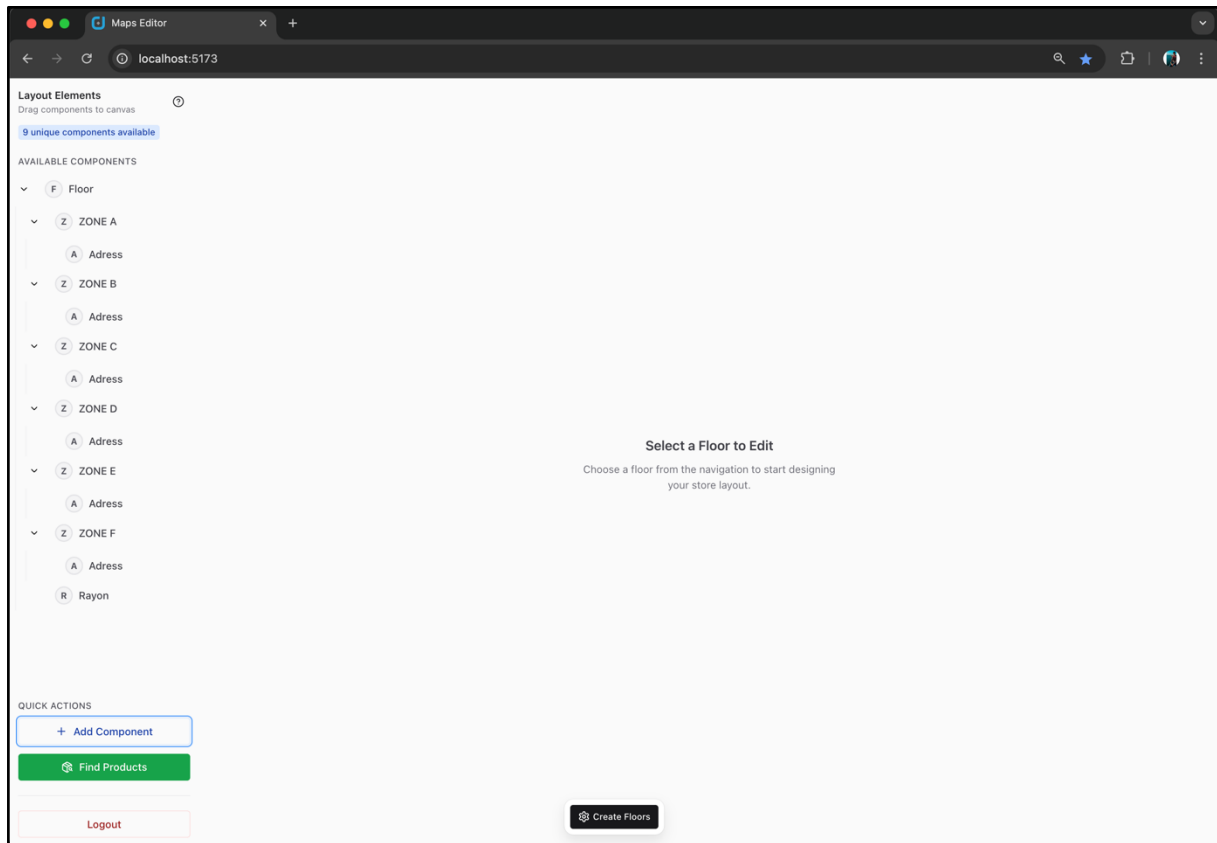 Maps Editor
localhost:5173
Layout Elements
Drag components to canvas
9 unique components available
AVAILABLE COMPONENTS
F Floor
Z ZONE A
A Adress
Z ZONE B
A Adress
Z ZONE C
A Adress
Z ZONE D
A Adress
Z ZONE E
A Adress
Z ZONE F
A Adress
R Rayon
Select a Floor to Edit
Choose a floor from the navigation to start designing
your store layout.
QUICK ACTIONS
+ Add Component
Find Products
Logout
Create Floors